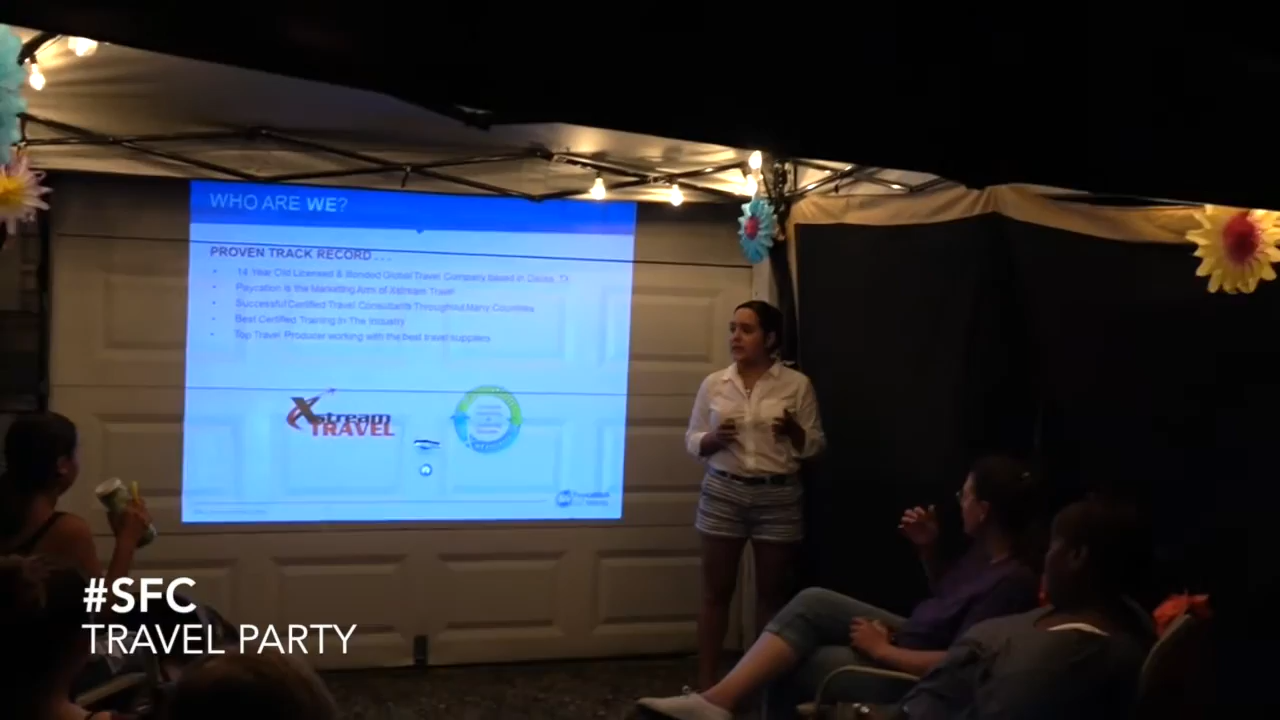 WHO ARE WE?
PROVEN TRACK RECORD . . .
14 Year Old Licensed & Bonded Global Travel Company based in Dallas, TX
Paycation is the Marketing Arm of Xstream Travel
Successful Certified Travel Consultants Throughout Many Countries
Best Certified Training In The Industry
Top Travel Producer working with the best travel suppliers
Xstream
TRAVEL
#SFC
TRAVEL PARTY